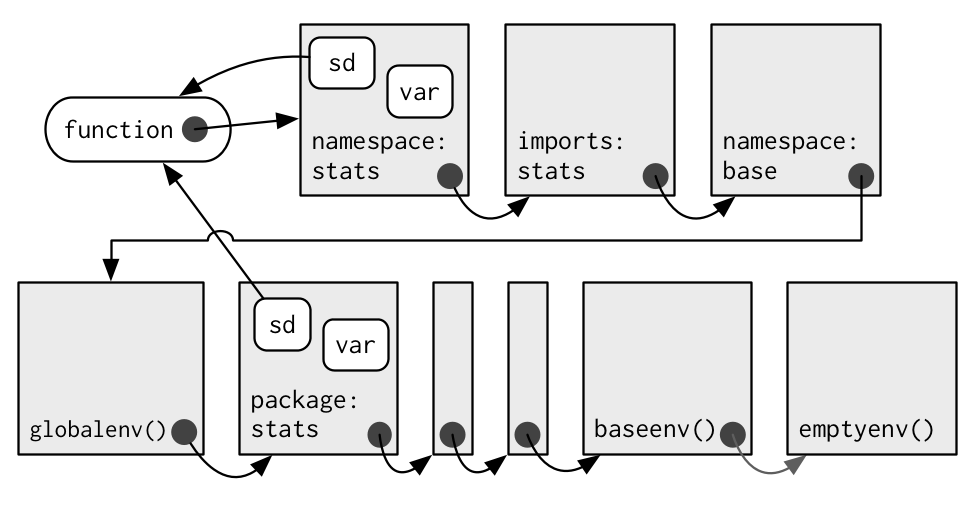 sd
var
function
namespace:
stats
imports:
stats
namespace:
base
sd
var
package:
stats
globalenv()
baseenv()
emptyenv()